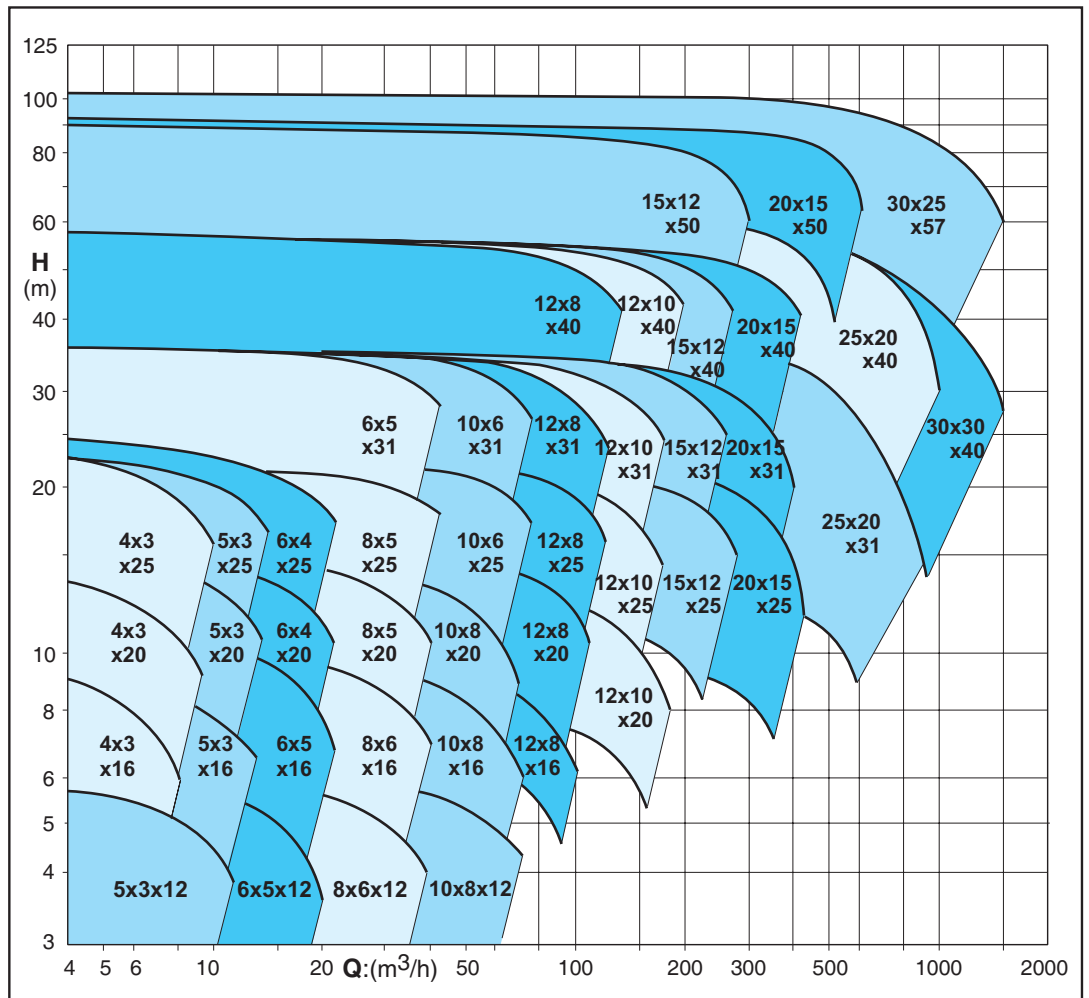 125
100
80
60
H
(m)
40
30
20
10
8
6
5
4
3
15x12
x50
20x15
x50
30x25
x57
12x8
x40
12x10
x40
15x12
x40
20x15
x40
25x20
x40
30x30
x40
6x5
x31
10x6
x31
12x8
x31
12x10
x31
15x12
x31
20x15
x31
25x20
x31
4x3
x25
5x3
x25
6x4
x25
8x5
x25
10x6
x25
12x8
x25
12x10
x25
15x12
x25
20x15
x25
4x3
x20
5x3
x20
6x4
x20
8x5
x20
10x8
x20
12x8
x20
12x10
x20
4x3
x16
5x3
x16
6x5
x16
8x6
x16
10x8
x16
12x8
x16
5x3x12
6x5x12
8x6x12
10x8x12
4 5 6 10 20 Q:(m³/h) 50 100 200 300 500 1000 2000